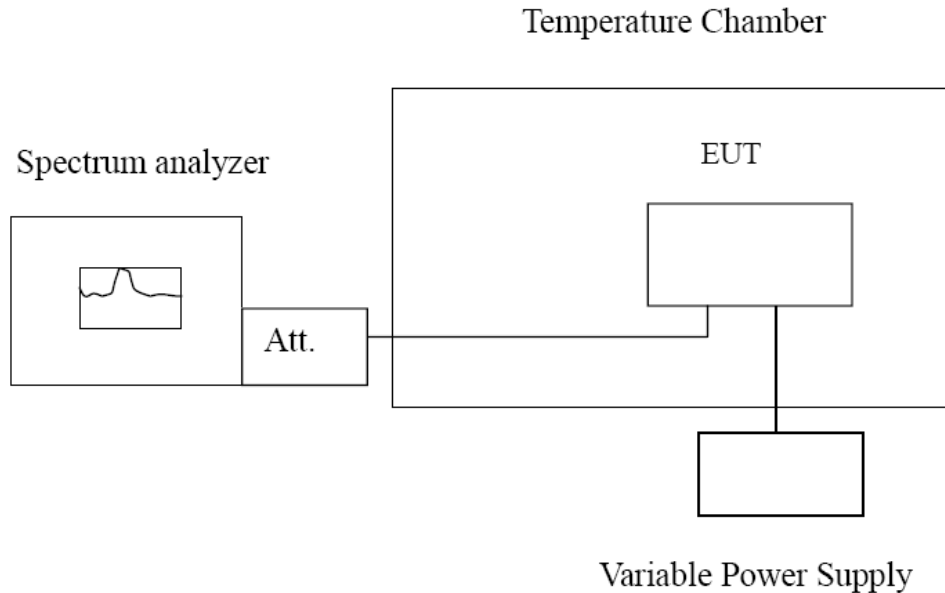 Temperature Chamber
Spectrum analyzer
EUT
Att.
Variable Power Supply